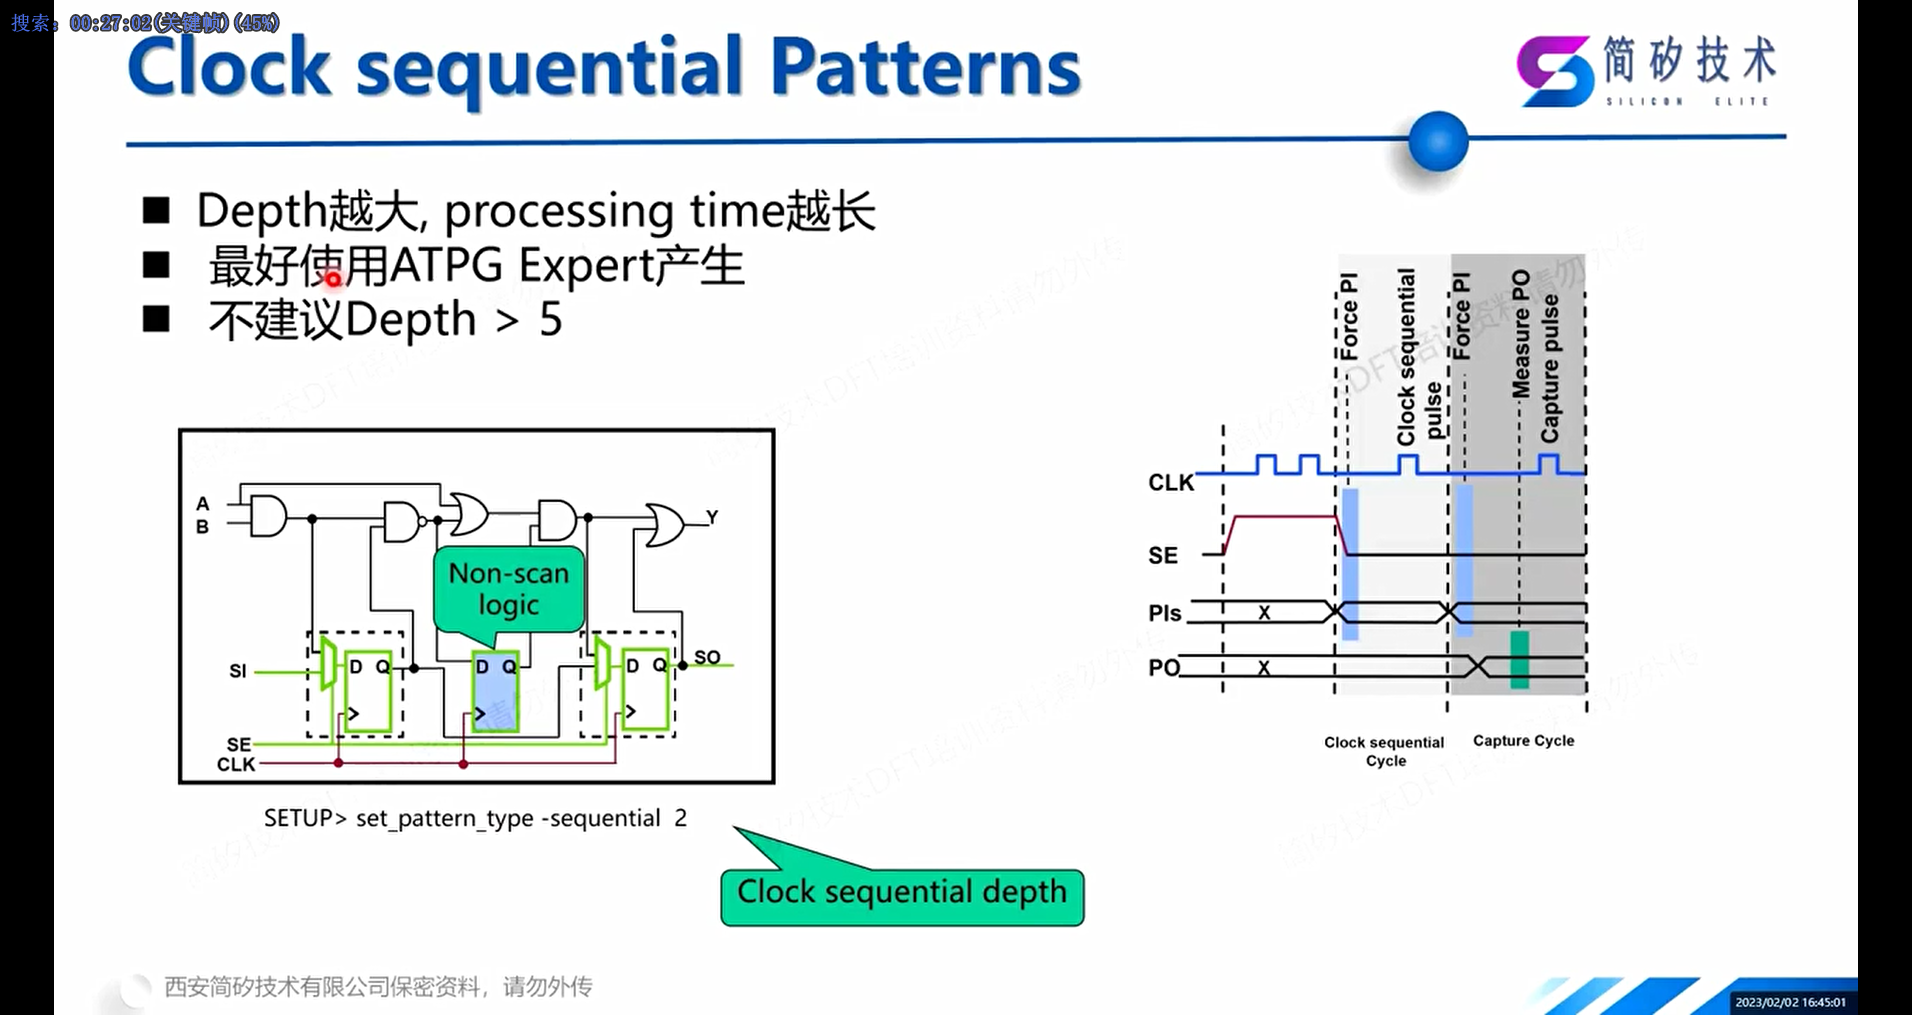 搜索: 00:27:02(关键帧)(45%)
Clock sequential Patterns
简矽技术
SILICON ELITE
Depth越大, processing time越长
最好使用ATPG Expert产生
不建议Depth > 5
A
B
Y
Non-scan
logic
D Q
D Q
D Q
SI
SO
SE
CLK
SETUP> set_pattern_type -sequential 2
Clock sequential depth
Force PI
Clock sequential
pulse
Force PI
Measure PO
Capture pulse
CLK
SE
PIs
X
PO
X
Clock sequential
Cycle
Capture Cycle
西安简矽技术有限公司保密资料，请勿外传
2023/02/02 16:45:01